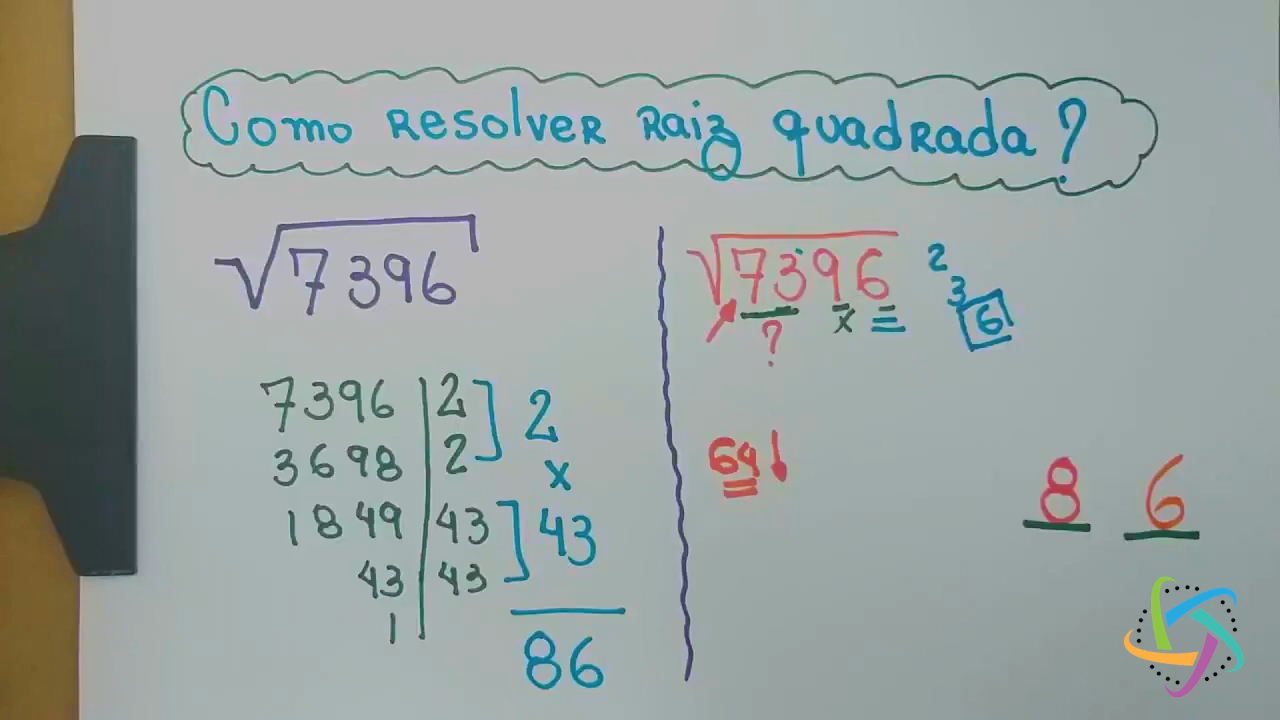 Como resolver raiz quadrada?
√7396
7396 | 2
3698 | 2
1849 | 43
43 | 43
1
2
x
43
86
√7396
? x =
2
3
6
64 ↓
8 6